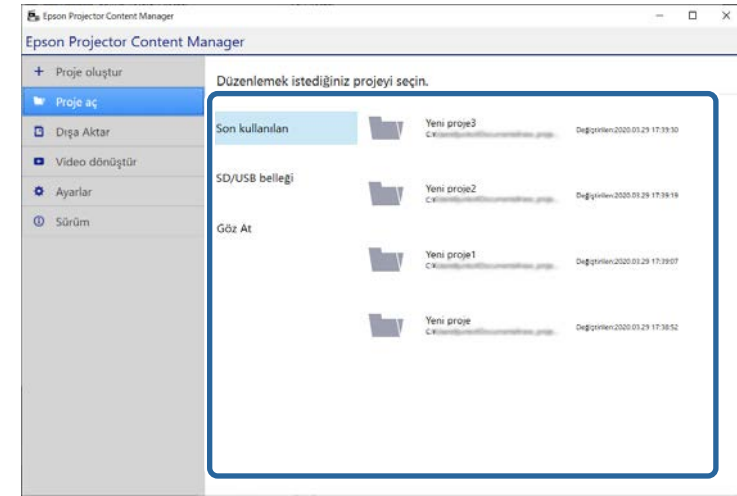 Epson Projector Content Manager
Epson Projector Content Manager
+ Proje oluştur
Proje aç
Dışa Aktar
Video dönüştür
Ayarlar
Sürüm
Düzenlemek istediğiniz projeyi seçin.
Son kullanılan
SD/USB belleği
Göz At
Yeni proje3
Değiştirilen:2020.03.29 17:39:30
Yeni proje2
Değiştirilen:2020.03.29 17:39:19
Yeni proje1
Değiştirilen:2020.03.29 17:39:07
Yeni proje
Değiştirilen:2020.03.29 17:38:52